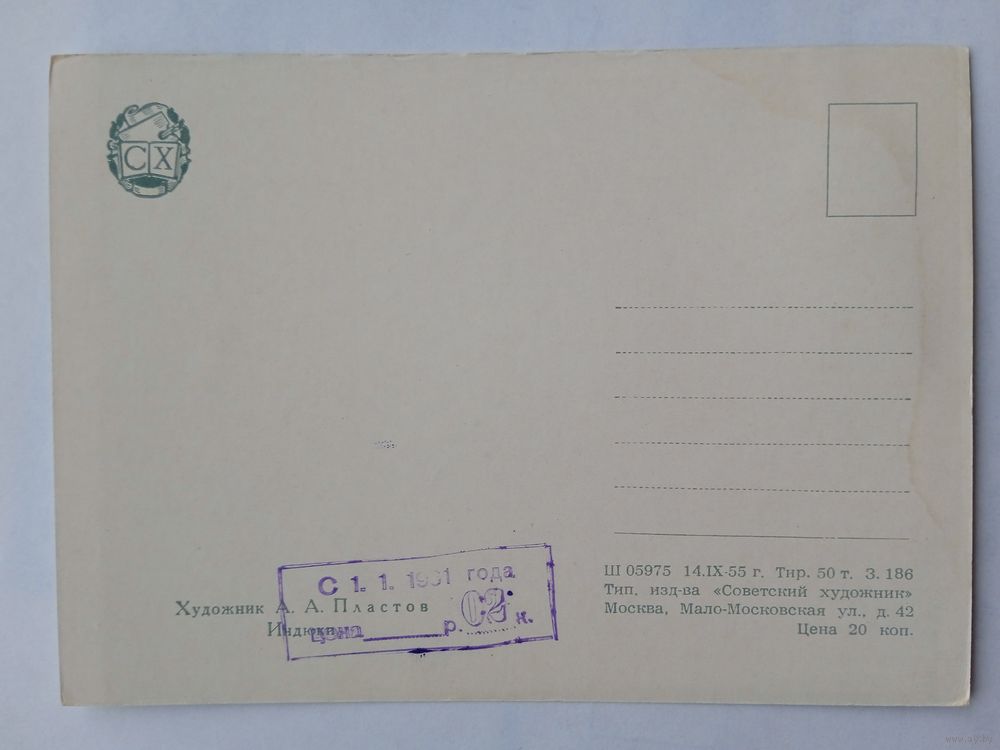 СХ
С 1. 1. 1961 года
Художник А. А. Пластов
Индюки
Цена р. 02 к.
Ш 05975 14.IX-55 г. Тир. 50 т. З. 186
Тип. изд-ва «Советский художник»
Москва, Мало-Московская ул., д. 42
Цена 20 коп.